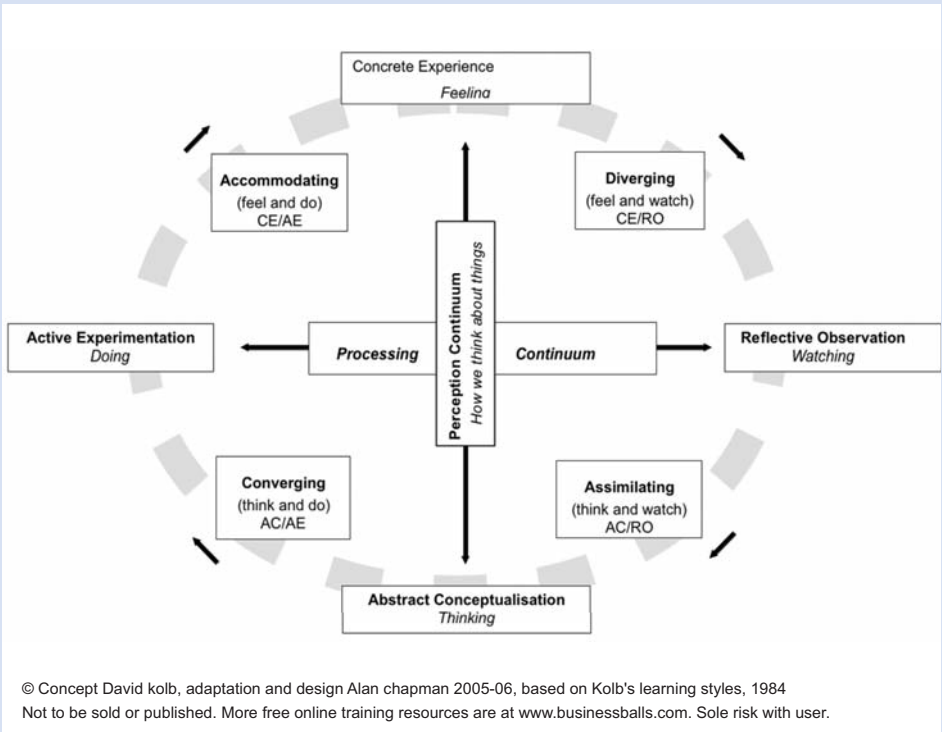 Concrete Experience
Feeling
Accommodating
(feel and do)
CE/AE
Diverging
(feel and watch)
CE/RO
Perception Continuum
How we think about things
Active Experimentation
Doing
Processing Continuum
Reflective Observation
Watching
Converging
(think and do)
AC/AE
Assimilating
(think and watch)
AC/RO
Abstract Conceptualisation
Thinking
© Concept David kolb, adaptation and design Alan chapman 2005-06, based on Kolb's learning styles, 1984
Not to be sold or published. More free online training resources are at www.businessballs.com. Sole risk with user.